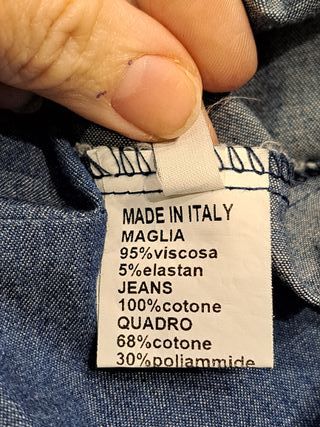 MADE IN ITALY
MAGLIA
95%viscosa
5%elastan
JEANS
100%cotone
QUADRO
68%cotone
30%poliammide